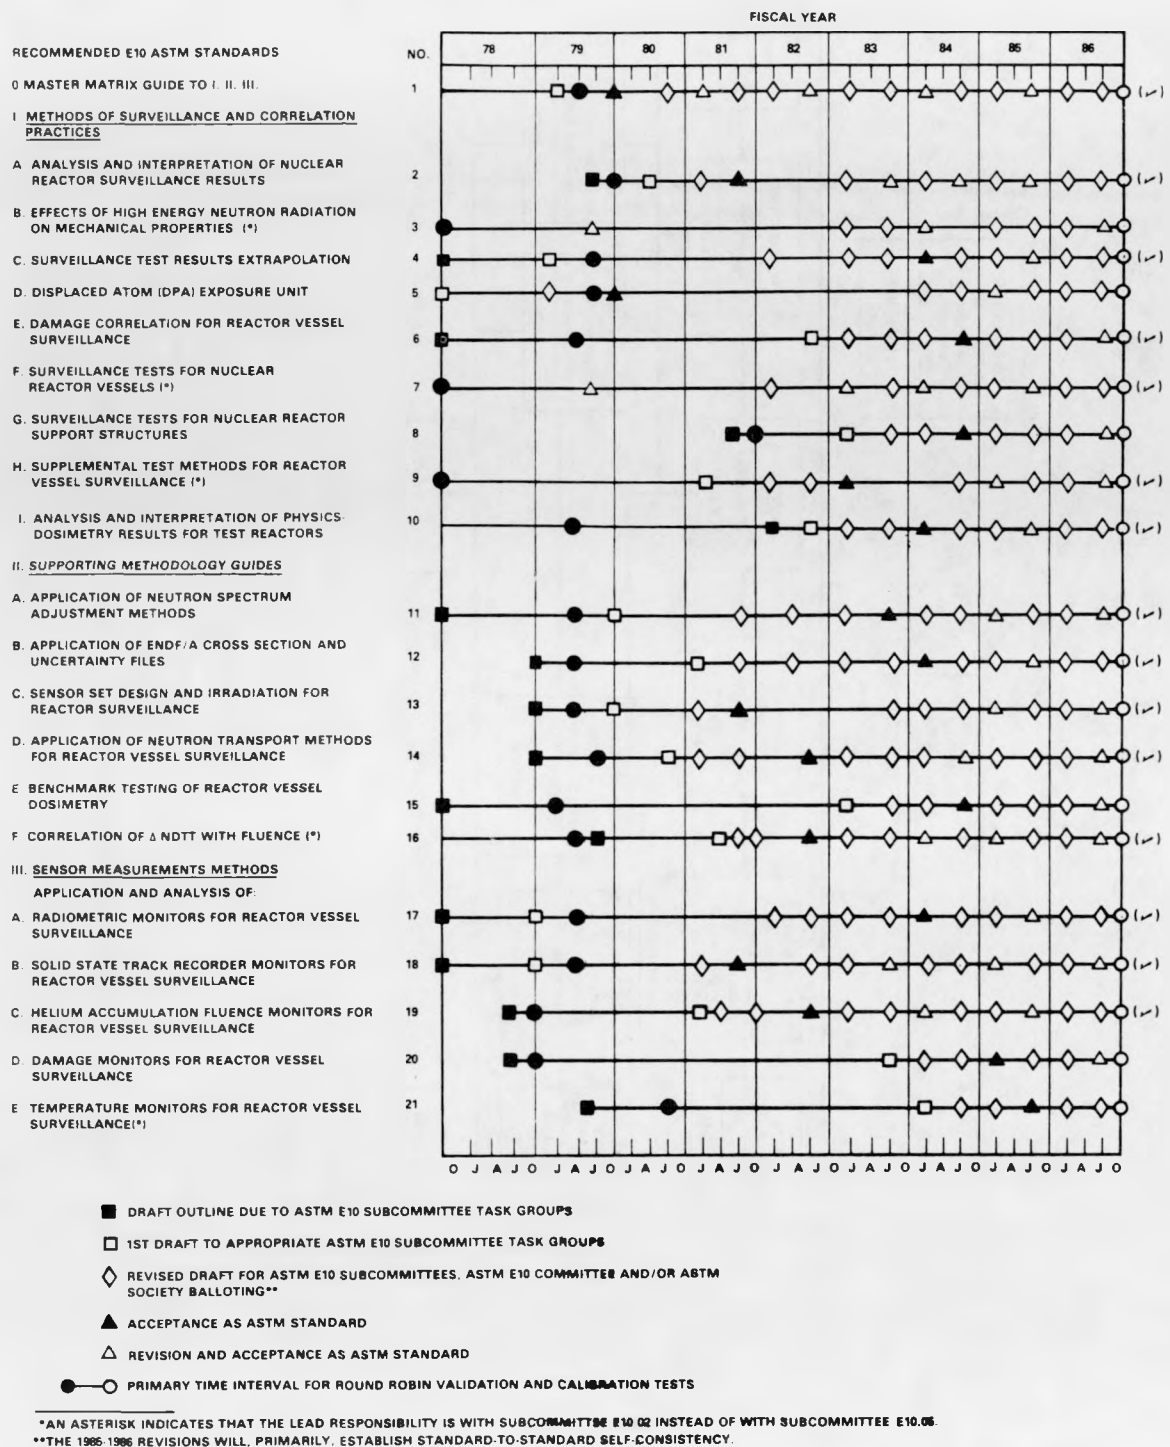 FISCAL YEAR
RECOMMENDED E10 ASTM STANDARDS NO. 78 79 80 81 82 83 84 85 86
0 MASTER MATRIX GUIDE TO I. II. III. 1 (✓)
I METHODS OF SURVEILLANCE AND CORRELATION
PRACTICES
A ANALYSIS AND INTERPRETATION OF NUCLEAR
REACTOR SURVEILLANCE RESULTS 2 (✓)
B. EFFECTS OF HIGH ENERGY NEUTRON RADIATION
ON MECHANICAL PROPERTIES (*) 3 (✓)
C. SURVEILLANCE TEST RESULTS EXTRAPOLATION 4 (✓)
D. DISPLACED ATOM (DPA) EXPOSURE UNIT 5
E. DAMAGE CORRELATION FOR REACTOR VESSEL
SURVEILLANCE 6 (✓)
F. SURVEILLANCE TESTS FOR NUCLEAR
REACTOR VESSELS (*) 7 (✓)
G. SURVEILLANCE TESTS FOR NUCLEAR REACTOR
SUPPORT STRUCTURES 8
H. SUPPLEMENTAL TEST METHODS FOR REACTOR
VESSEL SURVEILLANCE (*) 9 (✓)
I. ANALYSIS AND INTERPRETATION OF PHYSICS-
DOSIMETRY RESULTS FOR TEST REACTORS 10 (✓)
II. SUPPORTING METHODOLOGY GUIDES
A. APPLICATION OF NEUTRON SPECTRUM
ADJUSTMENT METHODS 11 (✓)
B. APPLICATION OF ENDF/A CROSS SECTION AND
UNCERTAINTY FILES 12 (✓)
C. SENSOR SET DESIGN AND IRRADIATION FOR
REACTOR SURVEILLANCE 13 (✓)
D. APPLICATION OF NEUTRON TRANSPORT METHODS
FOR REACTOR VESSEL SURVEILLANCE 14 (✓)
E BENCHMARK TESTING OF REACTOR VESSEL
DOSIMETRY 15
F CORRELATION OF Δ NDTT WITH FLUENCE (*) 16 (✓)
III. SENSOR MEASUREMENTS METHODS
APPLICATION AND ANALYSIS OF:
A. RADIOMETRIC MONITORS FOR REACTOR VESSEL
SURVEILLANCE 17 (✓)
B. SOLID STATE TRACK RECORDER MONITORS FOR
REACTOR VESSEL SURVEILLANCE 18 (✓)
C. HELIUM ACCUMULATION FLUENCE MONITORS FOR
REACTOR VESSEL SURVEILLANCE 19 (✓)
D. DAMAGE MONITORS FOR REACTOR VESSEL
SURVEILLANCE 20
E TEMPERATURE MONITORS FOR REACTOR VESSEL
SURVEILLANCE(*) 21
O J A J O J A J O J A J O J A J O J A J O J A J O J A J O J A J O J A J O
DRAFT OUTLINE DUE TO ASTM E10 SUBCOMMITTEE TASK GROUPS
1ST DRAFT TO APPROPRIATE ASTM E10 SUBCOMMITTEE TASK GROUPS
REVISED DRAFT FOR ASTM E10 SUBCOMMITTEES, ASTM E10 COMMITTEE AND/OR ASTM
SOCIETY BALLOTING**
ACCEPTANCE AS ASTM STANDARD
REVISION AND ACCEPTANCE AS ASTM STANDARD
PRIMARY TIME INTERVAL FOR ROUND ROBIN VALIDATION AND CALIBRATION TESTS
*AN ASTERISK INDICATES THAT THE LEAD RESPONSIBILITY IS WITH SUBCOMMITTEE E10.02 INSTEAD OF WITH SUBCOMMITTEE E10.05.
**THE 1985-1986 REVISIONS WILL, PRIMARILY, ESTABLISH STANDARD-TO-STANDARD SELF-CONSISTENCY.